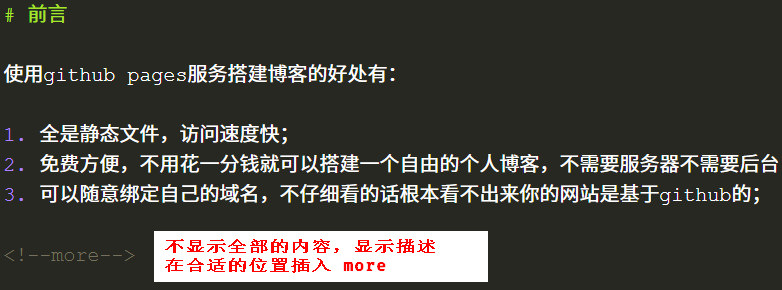 # 前言
使用github pages服务搭建博客的好处有：
1. 全是静态文件，访问速度快；
2. 免费方便，不用花一分钱就可以搭建一个自由的个人博客，不需要服务器不需要后台
3. 可以随意绑定自己的域名，不仔细看的话根本看不出来你的网站是基于github的；
<!--more-->
不显示全部的内容，显示描述
在合适的位置插入 more